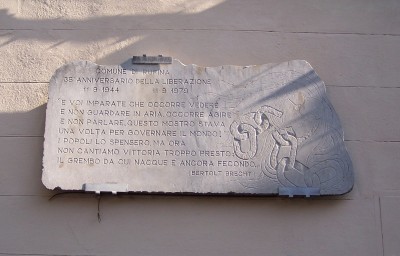 COMUNE DI RUFINA
35 ANNIVERSARIO DELLA LIBERAZIONE
11·9·1944 11·9·1979
"E VOI IMPARATE CHE OCCORRE VEDERE
E NON GUARDARE IN ARIA, OCCORRE AGIRE
E NON PARLARE. QUESTO MOSTRO STAVA
UNA VOLTA PER GOVERNARE IL MONDO!
I POPOLI LO SPENSERO, MA ORA
NON CANTIAMO VITTORIA TROPPO PRESTO:
IL GREMBO DA CUI NACQUE È ANCORA FECONDO"
BERTOLT BRECHT